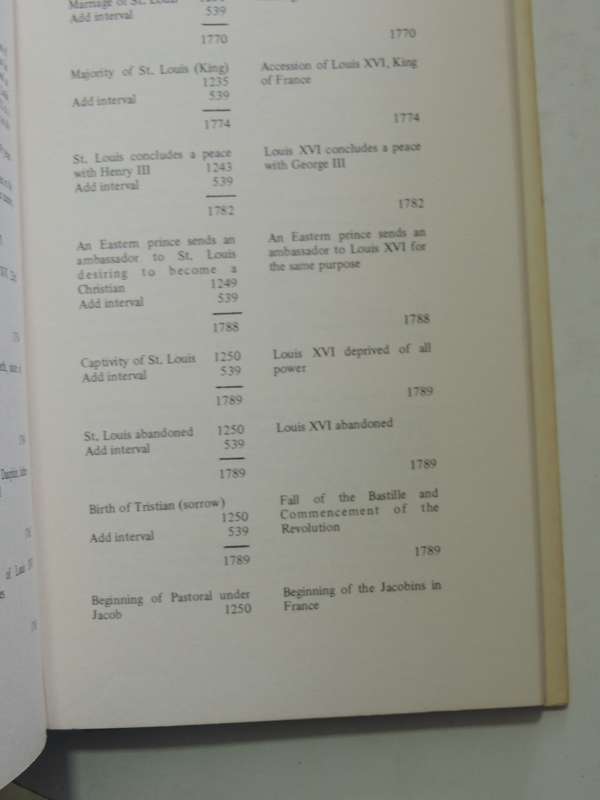 Marriage of St. Louis
Add interval 539
1770
1770
Majority of St. Louis (King)
1235
Add interval 539
1774
Accession of Louis XVI, King
of France
1774
St. Louis concludes a peace
with Henry III 1243
Add interval 539
1782
Louis XVI concludes a peace
with George III
1782
An Eastern prince sends an
ambassador to St. Louis
desiring to become a
Christian 1249
Add interval 539
1788
An Eastern prince sends an
ambassador to Louis XVI for
the same purpose
1788
Captivity of St. Louis 1250
Add interval 539
1789
Louis XVI deprived of all
power
1789
St. Louis abandoned 1250
Add interval 539
1789
Louis XVI abandoned
1789
Birth of Tristian (sorrow)
1250
Add interval 539
1789
Fall of the Bastille and
Commencement of the
Revolution
1789
Beginning of Pastoral under
Jacob 1250
Beginning of the Jacobins in
France